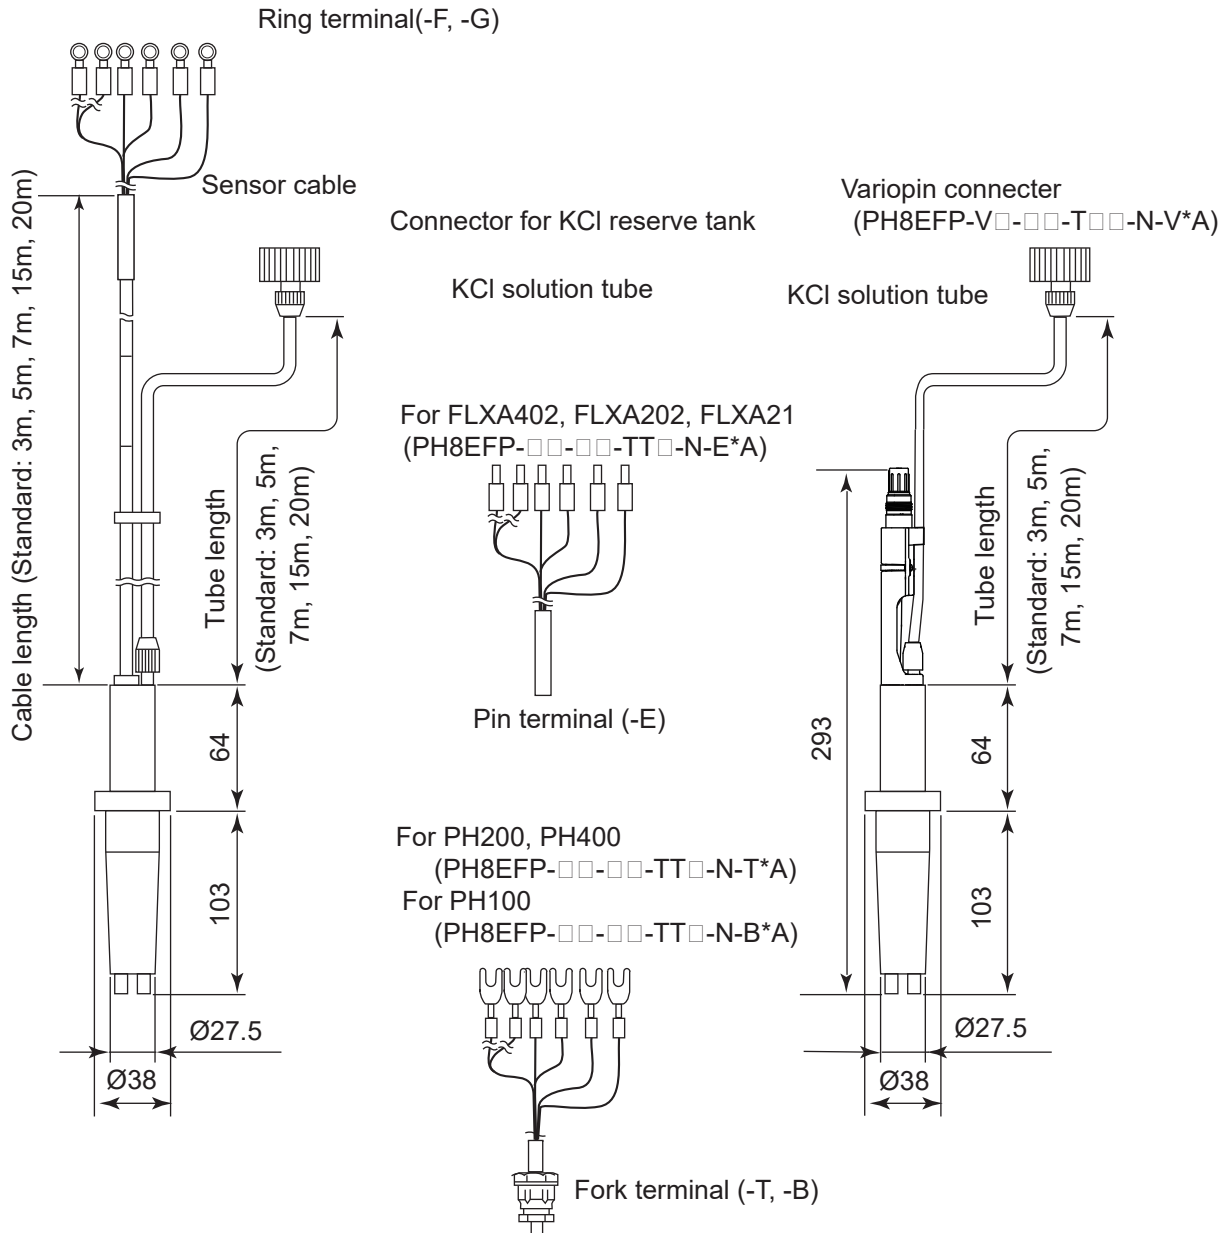 Ring terminal(-F, -G)
Sensor cable
Cable length (Standard: 3m, 5m, 7m, 15m, 20m)
Connector for KCl reserve tank
KCl solution tube
Variopin connecter
(PH8EFP-V□-□□-T□□-N-V*A)
KCl solution tube
Tube length
(Standard: 3m, 5m,
7m, 15m, 20m)
For FLXA402, FLXA202, FLXA21
(PH8EFP-□□-□□-TT□-N-E*A)
Pin terminal (-E)
Tube length
(Standard: 3m, 5m,
7m, 15m, 20m)
64
103
Ø27.5
Ø38
For PH200, PH400
(PH8EFP-□□-□□-TT□-N-T*A)
For PH100
(PH8EFP-□□-□□-TT□-N-B*A)
Fork terminal (-T, -B)
293
64
103
Ø27.5
Ø38